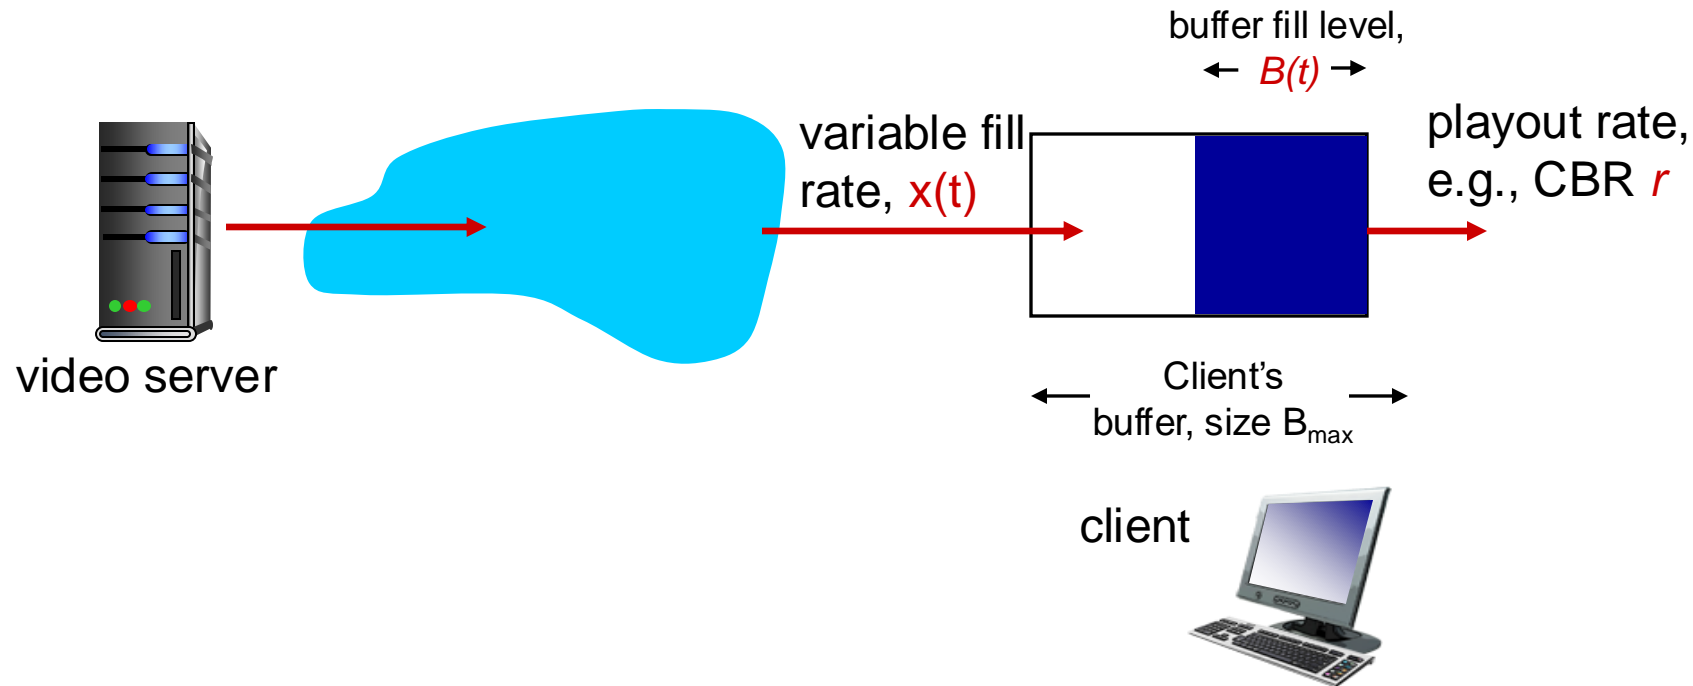 buffer fill level,
B(t)
variable fill
rate, x(t)
playout rate,
e.g., CBR r
video server
Client’s
buffer, size Bmax
client